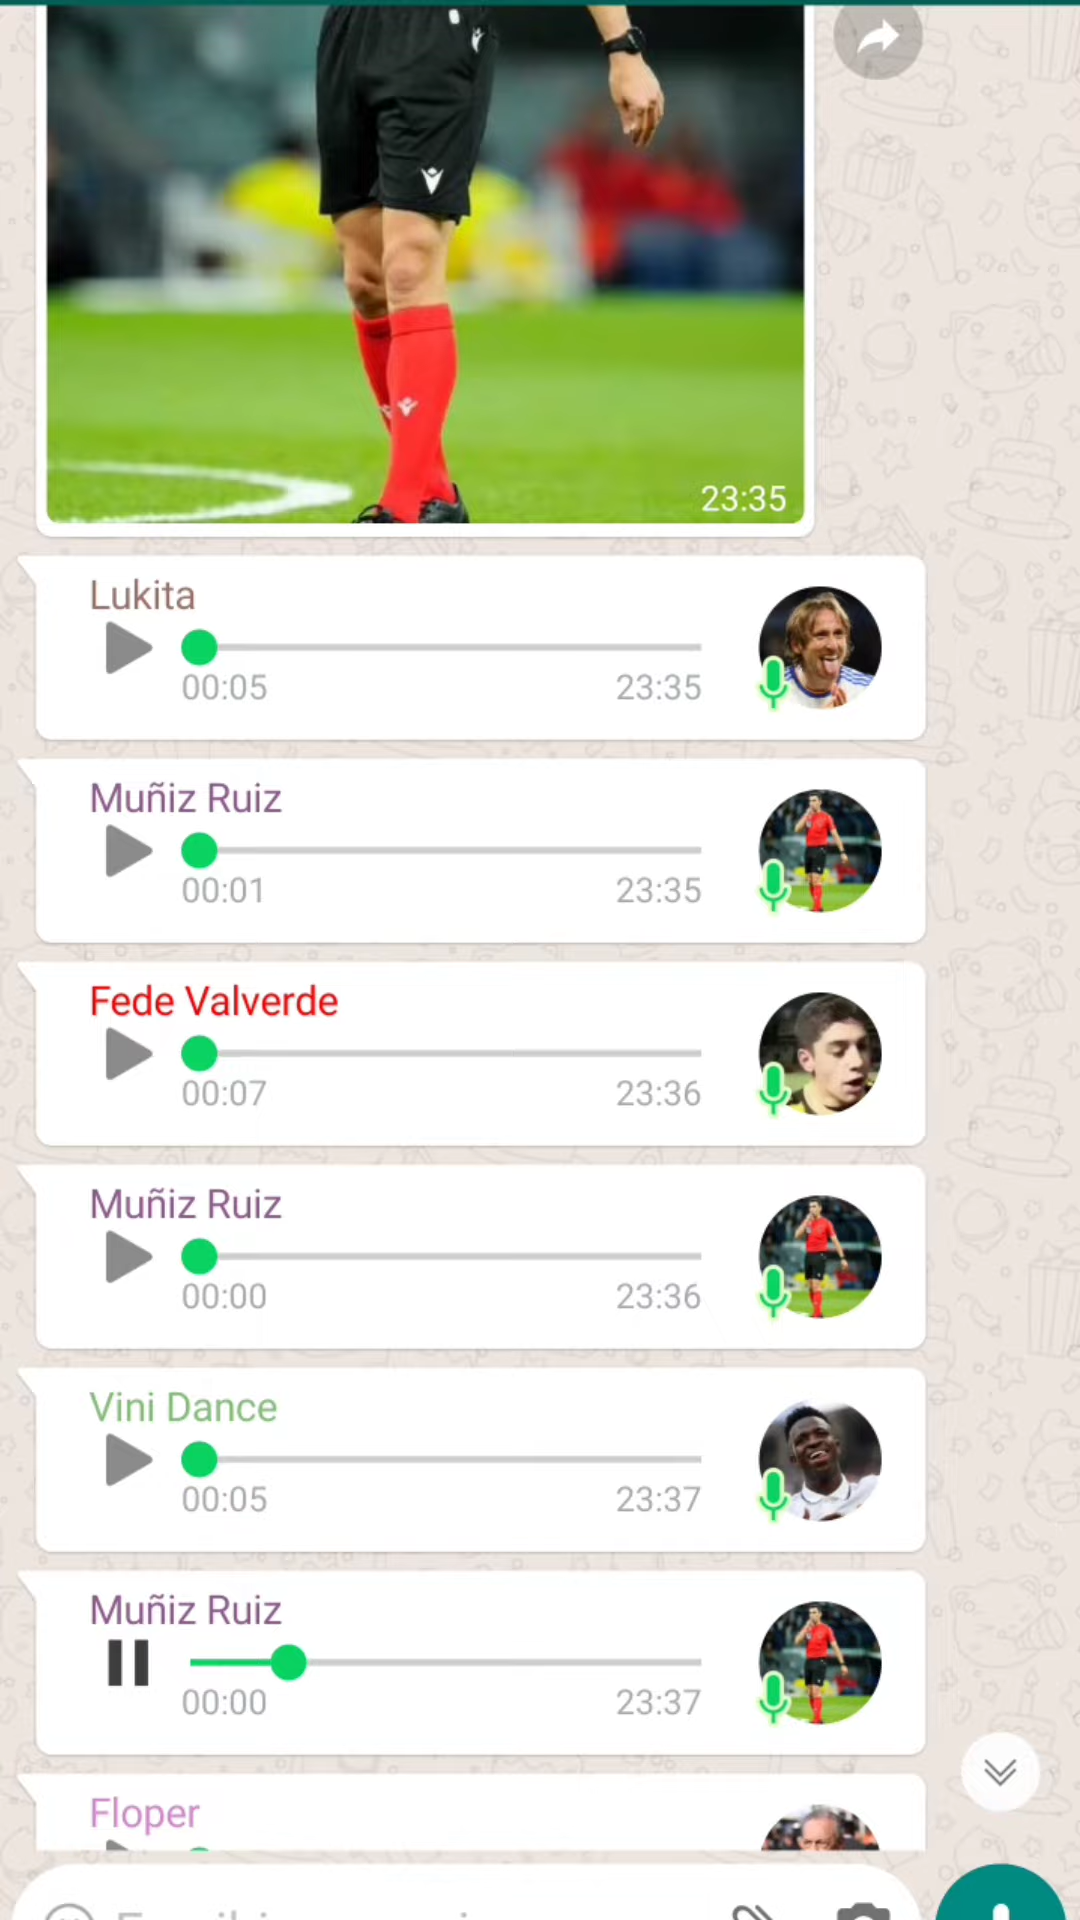 23:35
Lukita
00:05 23:35
Muñiz Ruiz
00:01 23:35
Fede Valverde
00:07 23:36
Muñiz Ruiz
00:00 23:36
Vini Dance
00:05 23:37
Muñiz Ruiz
00:00 23:37
Floper